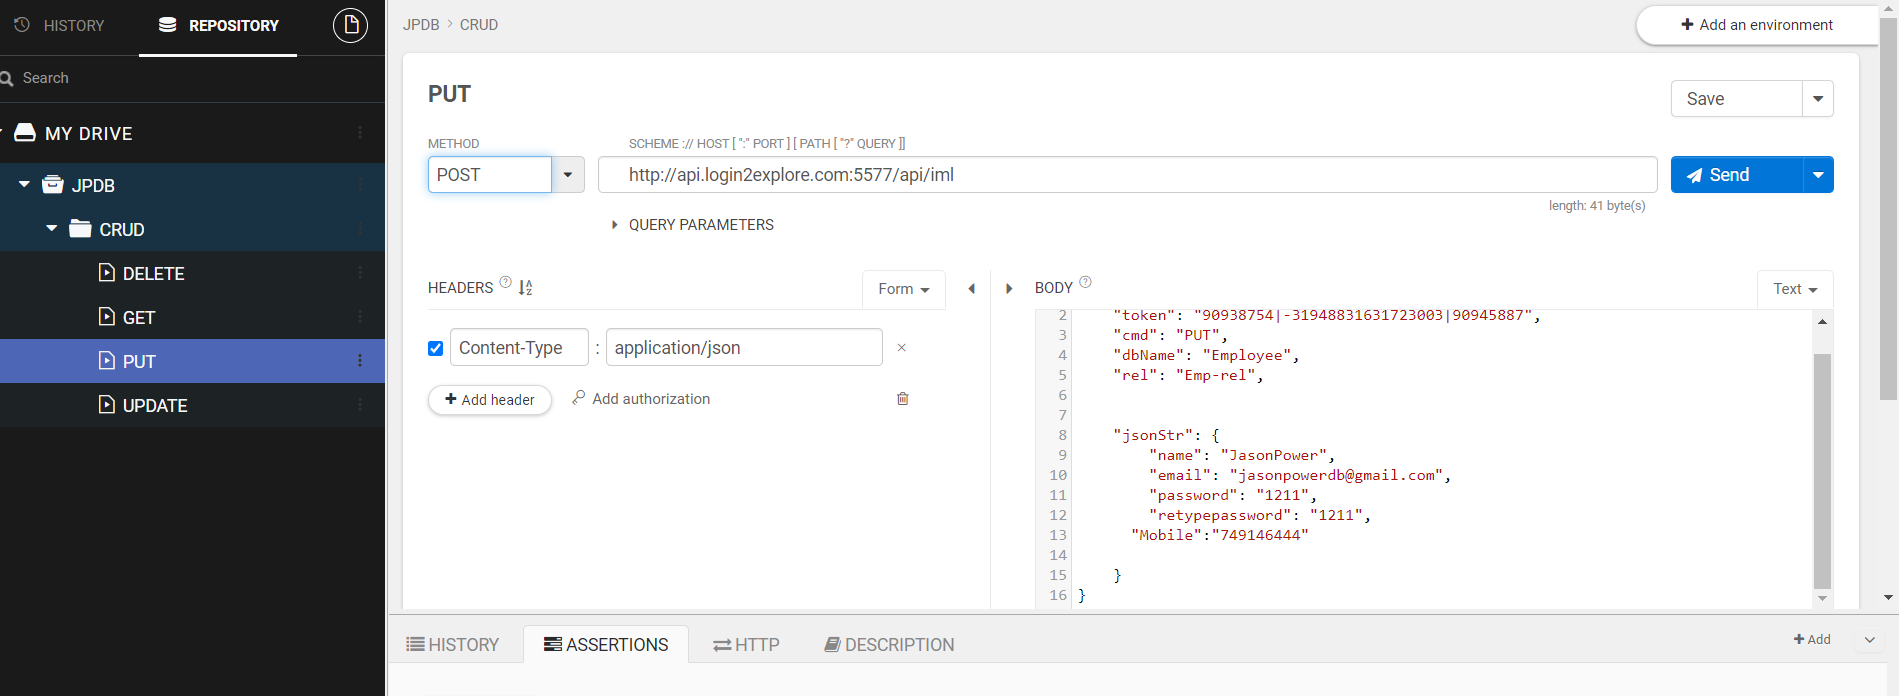 HISTORY
REPOSITORY
Search
MY DRIVE
JPDB
CRUD
DELETE
GET
PUT
UPDATE
JPDB > CRUD
+ Add an environment
PUT
Save
METHOD
SCHEME :// HOST [ ":" PORT ] [ PATH [ "?" QUERY ]]
POST
http://api.login2explore.com:5577/api/iml
Send
length: 41 byte(s)
QUERY PARAMETERS
HEADERS ?
Form
BODY ?
Text
Content-Type : application/json ×
+ Add header
Add authorization
2 "token": "90938754|-31948831631723003|90945887",
3 "cmd": "PUT",
4 "dbName": "Employee",
5 "rel": "Emp-rel",
6
7
8 "jsonStr": {
9 "name": "JasonPower",
10 "email": "jasonpowerdb@gmail.com",
11 "password": "1211",
12 "retypepassword": "1211",
13 "Mobile":"749146444"
14
15 }
16 }
HISTORY
ASSERTIONS
HTTP
DESCRIPTION
+ Add